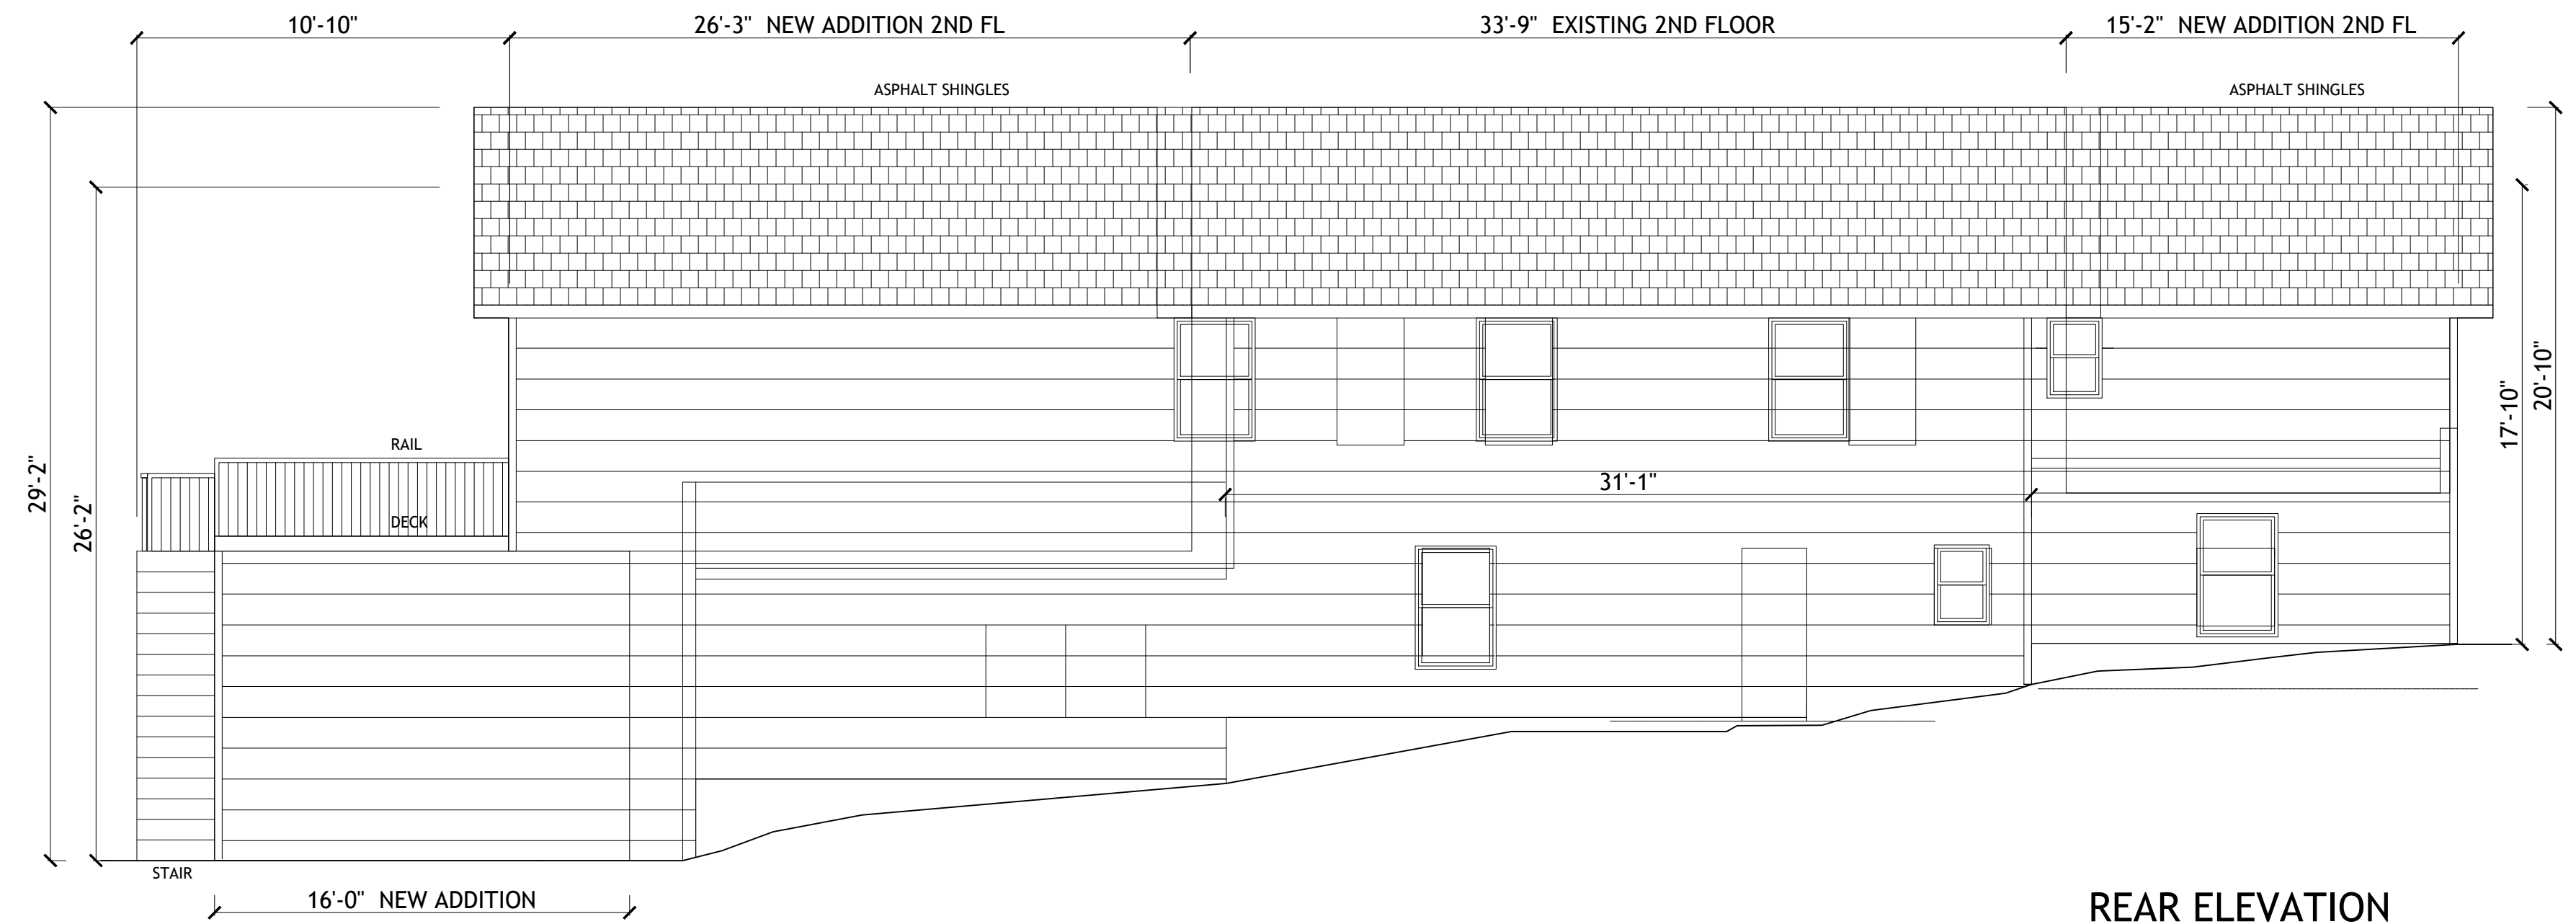 10'-10"
26'-3" NEW ADDITION 2ND FL
33'-9" EXISTING 2ND FLOOR
15'-2" NEW ADDITION 2ND FL
ASPHALT SHINGLES
ASPHALT SHINGLES
29'-2"
26'-2"
17'-10"
20'-10"
RAIL
DECK
31'-1"
STAIR
16'-0" NEW ADDITION
REAR ELEVATION